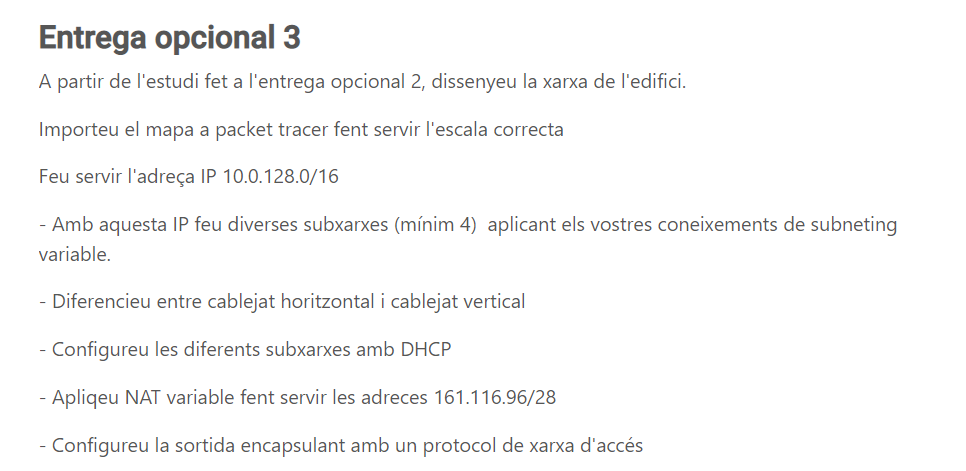 Entrega opcional 3
A partir de l'estudi fet a l'entrega opcional 2, dissenyeu la xarxa de l'edifici.
Importeu el mapa a packet tracer fent servir l'escala correcta
Feu servir l'adreça IP 10.0.128.0/16
- Amb aquesta IP feu diverses subxarxes (mínim 4)  aplicant els vostres coneixements de subneting
variable.
- Diferencieu entre cablejat horitzontal i cablejat vertical
- Configureu les diferents subxarxes amb DHCP
- Apliqeu NAT variable fent servir les adreces 161.116.96/28
- Configureu la sortida encapsulant amb un protocol de xarxa d'accés